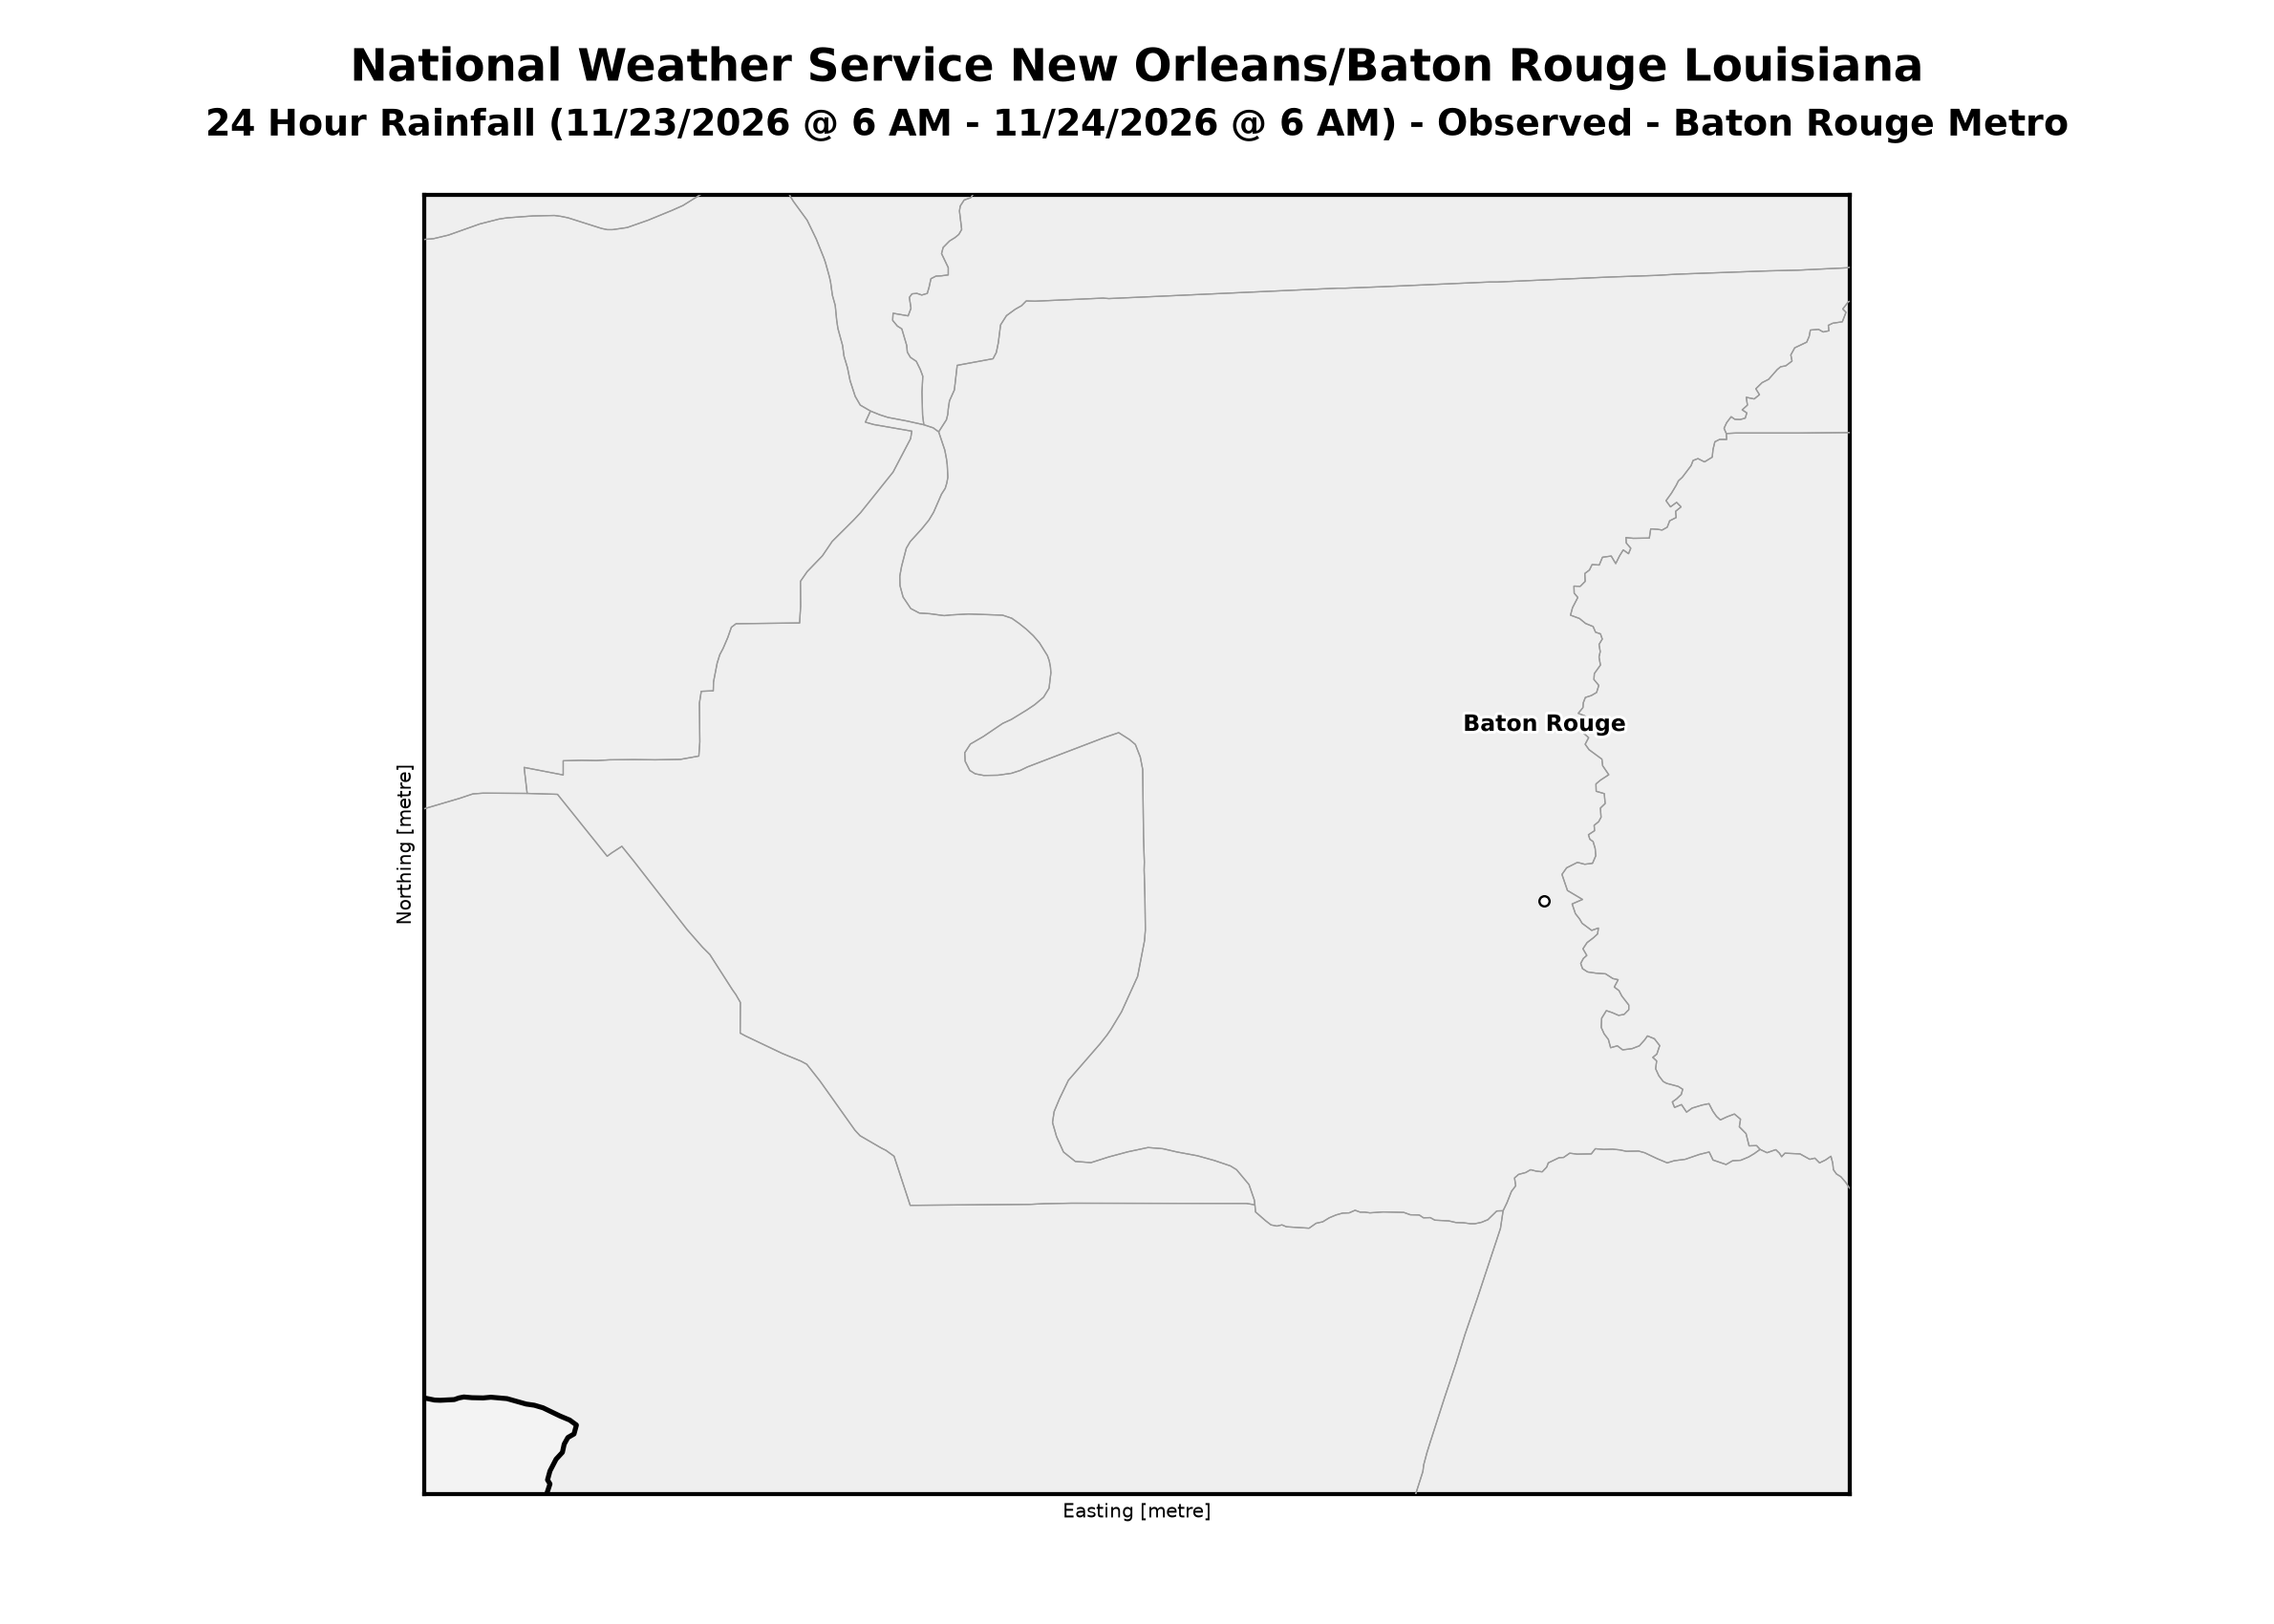 National Weather Service New Orleans/Baton Rouge Louisiana
24 Hour Rainfall (11/23/2026 @ 6 AM - 11/24/2026 @ 6 AM) - Observed - Baton Rouge Metro
Baton Rouge
Northing [metre]
Easting [metre]